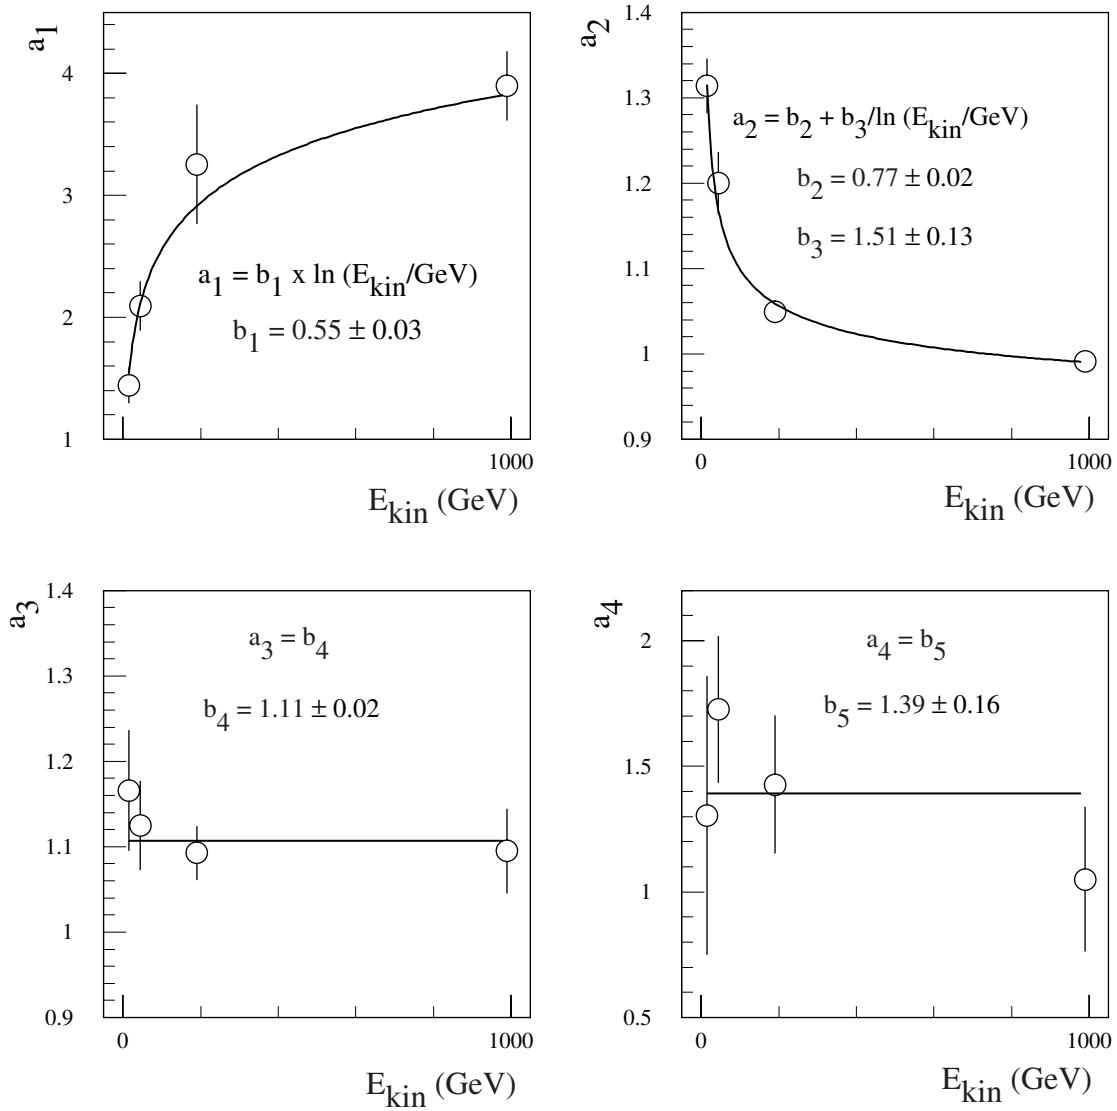 a1
4
3
2
1
a1 = b1 x ln (Ekin/GeV)
b1 = 0.55 ± 0.03
0
1000
Ekin (GeV)
a2
1.4
1.3
1.2
1.1
1
0.9
a2 = b2 + b3/ln (Ekin/GeV)
b2 = 0.77 ± 0.02
b3 = 1.51 ± 0.13
0
1000
Ekin (GeV)
a3
1.4
1.3
1.2
1.1
1
0.9
a3 = b4
b4 = 1.11 ± 0.02
0
1000
Ekin (GeV)
a4
2
1.5
1
0.5
a4 = b5
b5 = 1.39 ± 0.16
0
1000
Ekin (GeV)